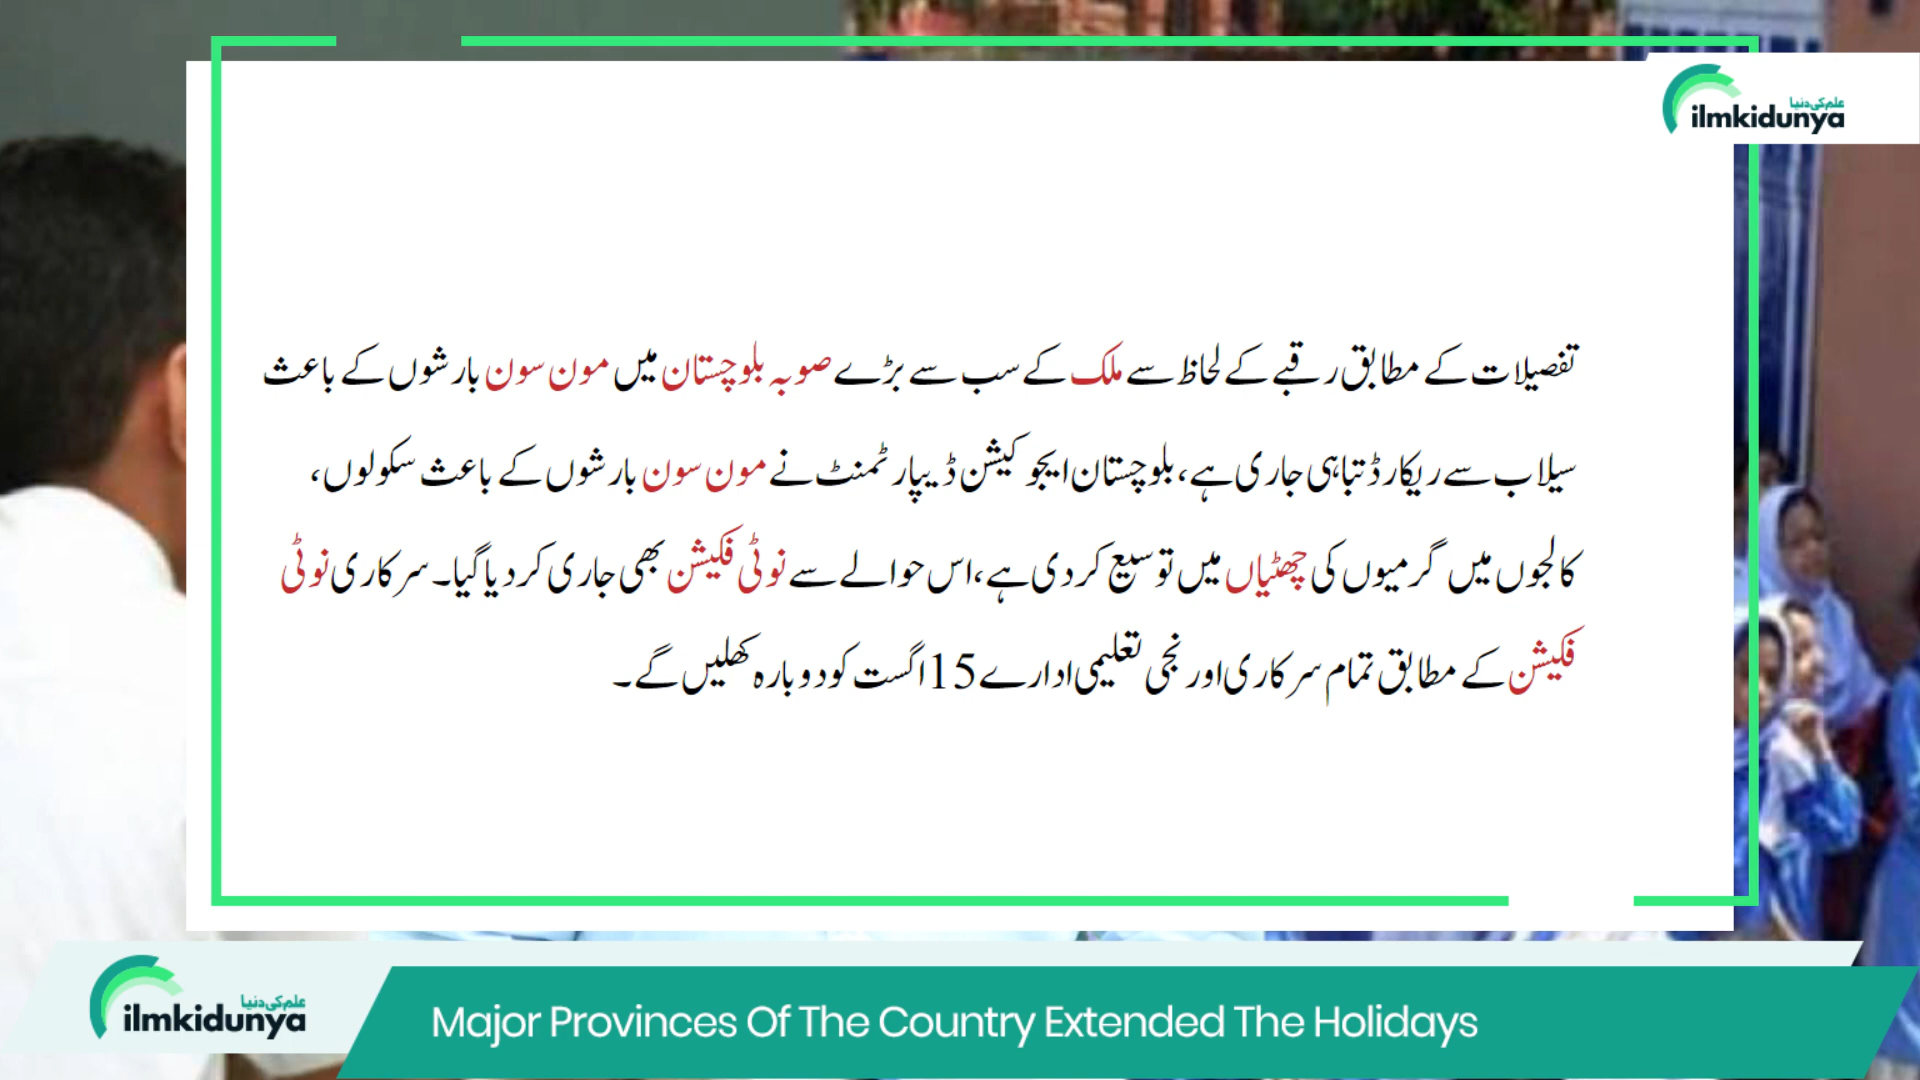 علم کی دنیا
ilmkidunya
تفصیلات کے مطابق رقبے کے لحاظ سے ملک کے سب سے بڑے صوبہ بلوچستان میں مون سون بارشوں کے باعث
سیلاب سے ریکارڈ تباہی جاری ہے، بلوچستان ایجوکیشن ڈیپارٹمنٹ نے مون سون بارشوں کے باعث سکولوں،
کالجوں میں گرمیوں کی چھٹیاں میں توسیع کر دی ہے، اس حوالے سے نوٹی فکیشن بھی جاری کر دیا گیا۔ سرکاری نوٹی
فکیشن کے مطابق تمام سرکاری اور نجی تعلیمی ادارے 15 اگست کو دوبارہ کھلیں گے۔
علم کی دنیا
ilmkidunya
Major Provinces Of The Country Extended The Holidays